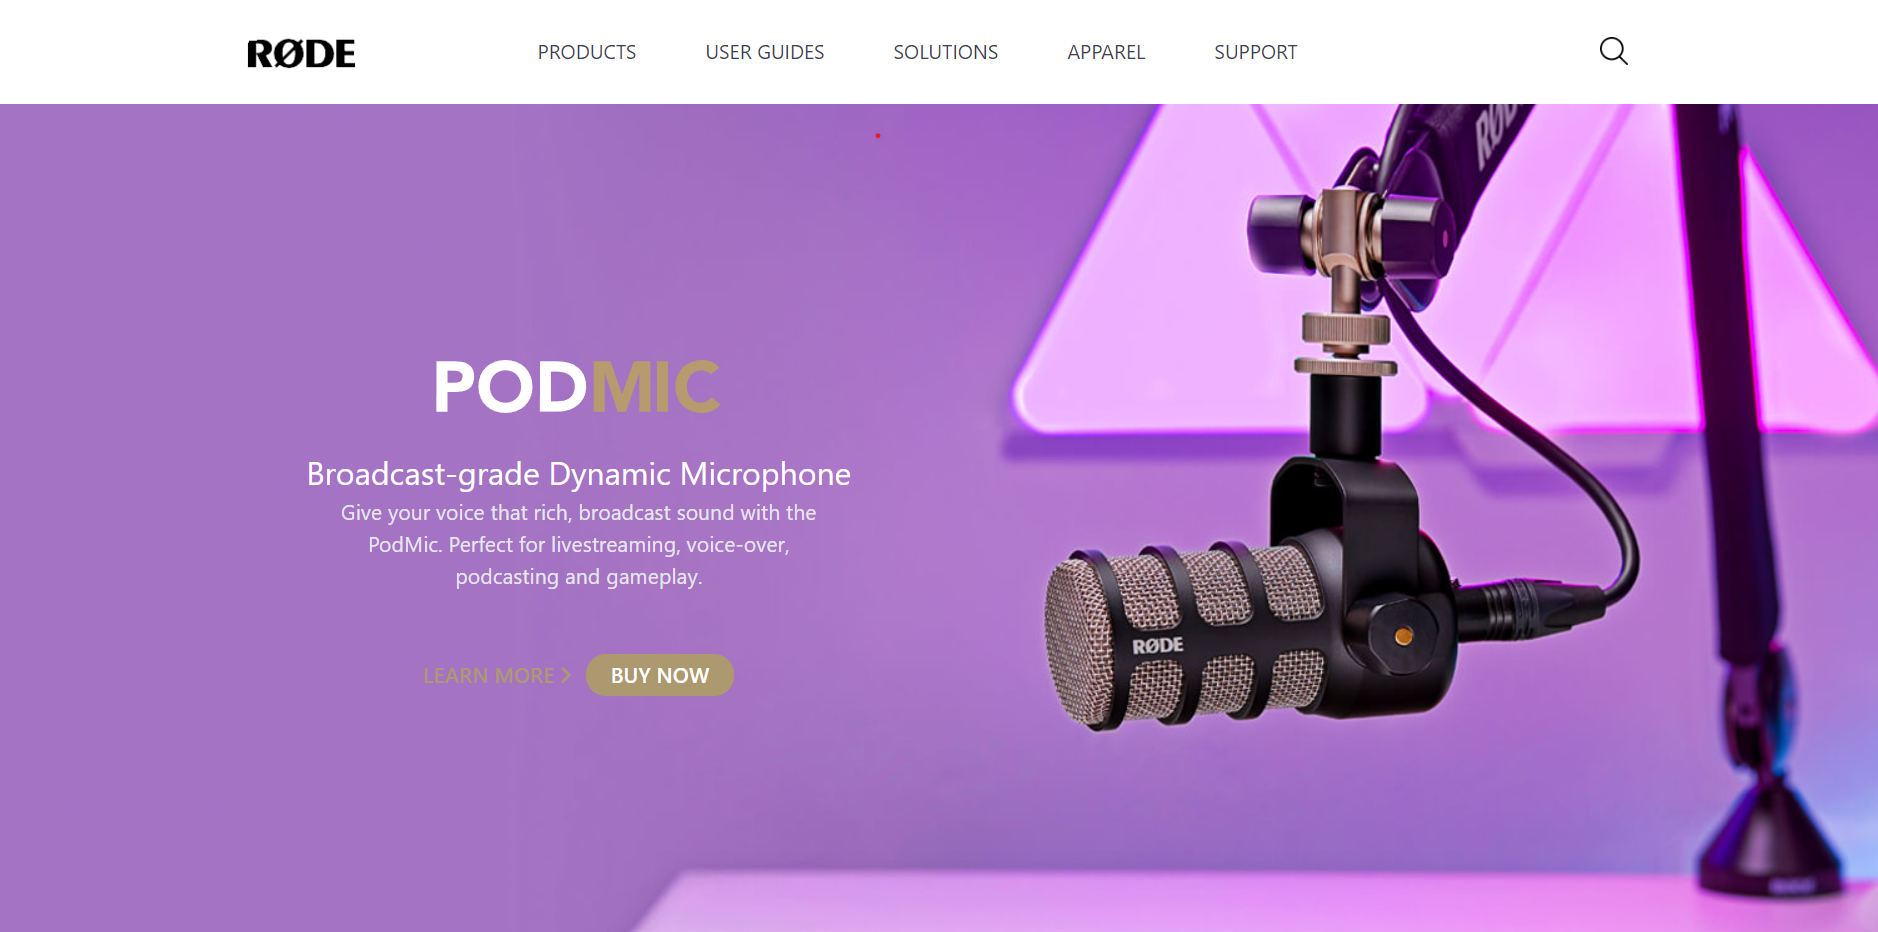 RØDE
PRODUCTS
USER GUIDES
SOLUTIONS
APPAREL
SUPPORT
RØD
PODMIC
Broadcast-grade Dynamic Microphone
Give your voice that rich, broadcast sound with the
PodMic. Perfect for livestreaming, voice-over,
podcasting and gameplay.
LEARN MORE
BUY NOW
RØDE